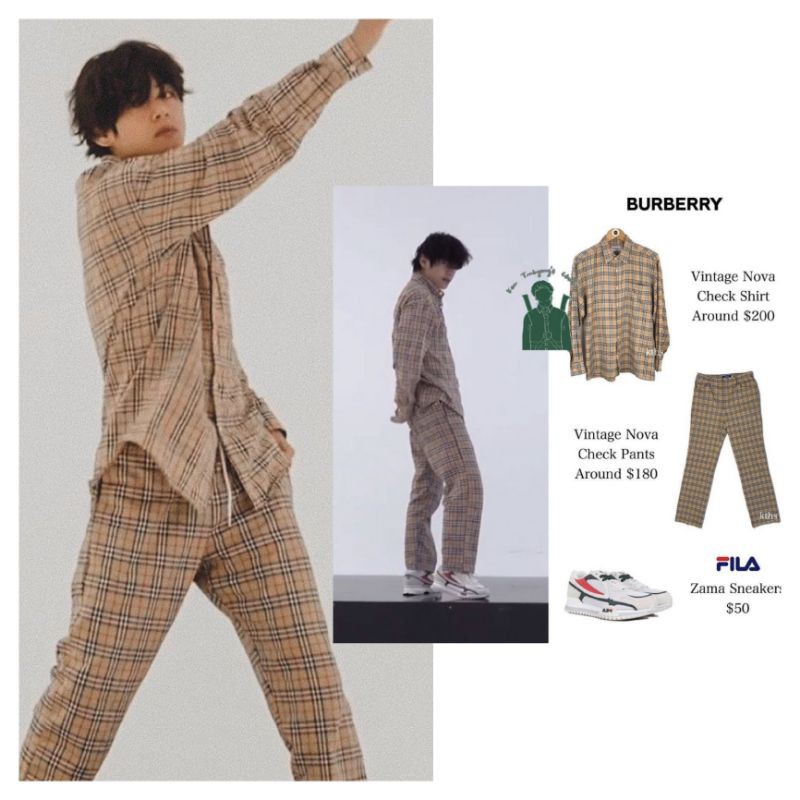 BURBERRY
Vintage Nova
Check Shirt
Around $200
Vintage Nova
Check Pants
Around $180
FILA
Zama Sneakers
$50